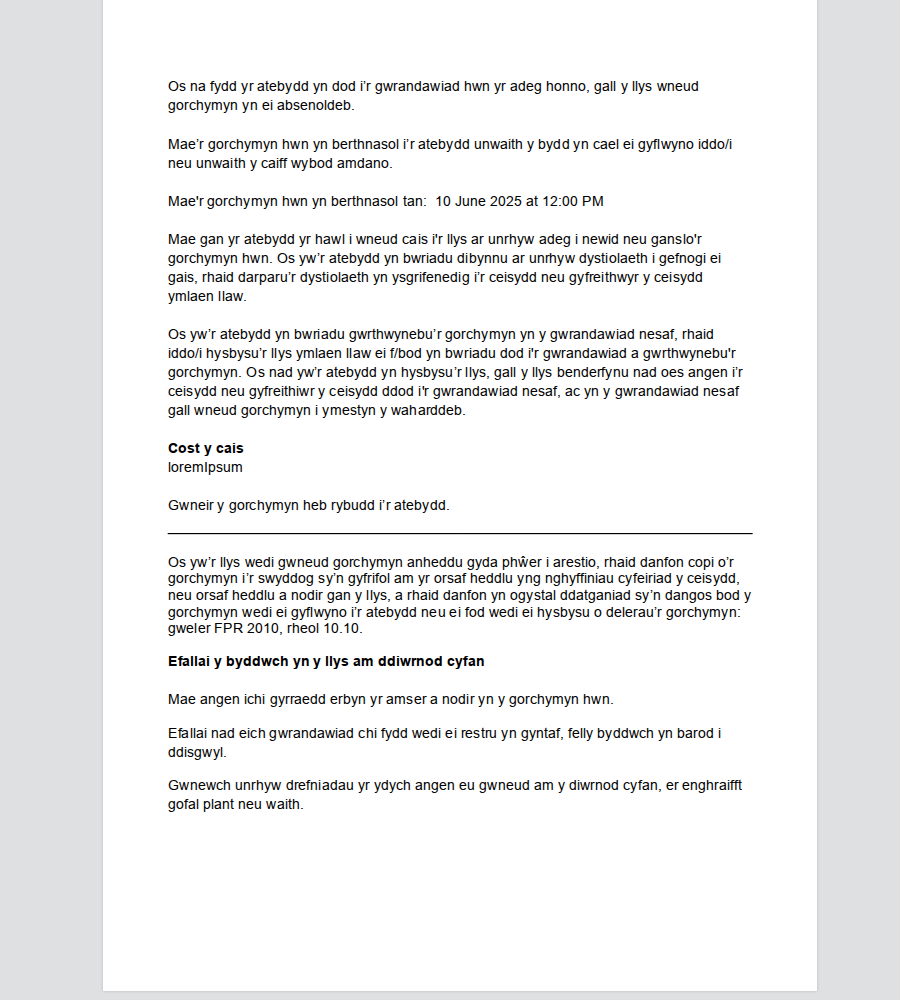 Os na fydd yr atebydd yn dod i’r gwrandawiad hwn yr adeg honno, gall y llys wneud
gorchymyn yn ei absenoldeb.
Mae’r gorchymyn hwn yn berthnasol i’r atebydd unwaith y bydd yn cael ei gyflwyno iddo/i
neu unwaith y caiff wybod amdano.
Mae'r gorchymyn hwn yn berthnasol tan:  10 June 2025 at 12:00 PM
Mae gan yr atebydd yr hawl i wneud cais i'r llys ar unrhyw adeg i newid neu ganslo'r
gorchymyn hwn. Os yw’r atebydd yn bwriadu dibynnu ar unrhyw dystiolaeth i gefnogi ei
gais, rhaid darparu’r dystiolaeth yn ysgrifenedig i’r ceisydd neu gyfreithwyr y ceisydd
ymlaen llaw.
Os yw’r atebydd yn bwriadu gwrthwynebu’r gorchymyn yn y gwrandawiad nesaf, rhaid
iddo/i hysbysu’r llys ymlaen llaw ei f/bod yn bwriadu dod i'r gwrandawiad a gwrthwynebu'r
gorchymyn. Os nad yw’r atebydd yn hysbysu’r llys, gall y llys benderfynu nad oes angen i’r
ceisydd neu gyfreithiwr y ceisydd ddod i'r gwrandawiad nesaf, ac yn y gwrandawiad nesaf
gall wneud gorchymyn i ymestyn y waharddeb.
Cost y cais
loremIpsum
Gwneir y gorchymyn heb rybudd i’r atebydd.
Os yw’r llys wedi gwneud gorchymyn anheddu gyda phŵer i arestio, rhaid danfon copi o’r
gorchymyn i’r swyddog sy’n gyfrifol am yr orsaf heddlu yng nghyffiniau cyfeiriad y ceisydd,
neu orsaf heddlu a nodir gan y llys, a rhaid danfon yn ogystal ddatganiad sy’n dangos bod y
gorchymyn wedi ei gyflwyno i’r atebydd neu ei fod wedi ei hysbysu o delerau’r gorchymyn:
gweler FPR 2010, rheol 10.10.
Efallai y byddwch yn y llys am ddiwrnod cyfan
Mae angen ichi gyrraedd erbyn yr amser a nodir yn y gorchymyn hwn.
Efallai nad eich gwrandawiad chi fydd wedi ei restru yn gyntaf, felly byddwch yn barod i
ddisgwyl.
Gwnewch unrhyw drefniadau yr ydych angen eu gwneud am y diwrnod cyfan, er enghraifft
gofal plant neu waith.